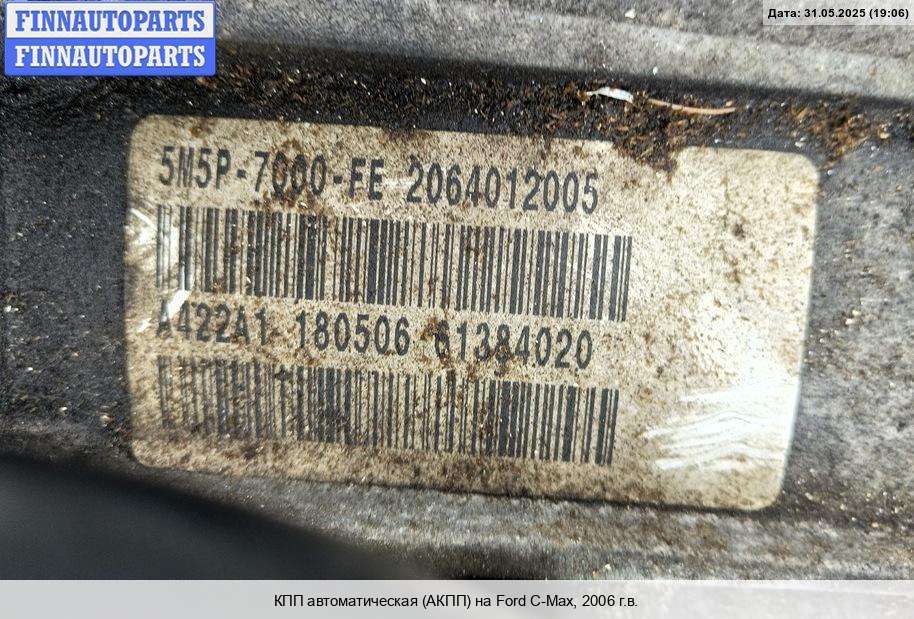 FINNAUTOPARTS
FINNAUTOPARTS
Дата: 31.05.2025 (19:06)
5M5P-7000-FE 2064012005
A422A1 180506 61384020
КПП автоматическая (АКПП) на Ford C-Max, 2006 г.в.